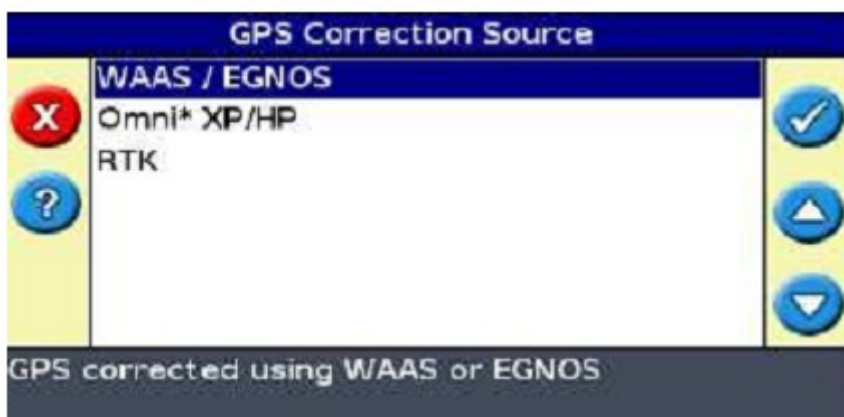 GPS Correction Source
WAAS / EGNOS
Omni* XP/HP
RTK
X
?
GPS corrected using WAAS or EGNOS